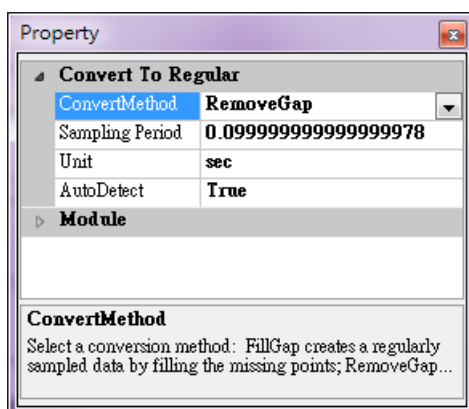 Property
Convert To Regular
ConvertMethod RemoveGap
Sampling Period 0.099999999999999978
Unit sec
AutoDetect True
Module
ConvertMethod
Select a conversion method: FillGap creates a regularly
sampled data by filling the missing points; RemoveGap...